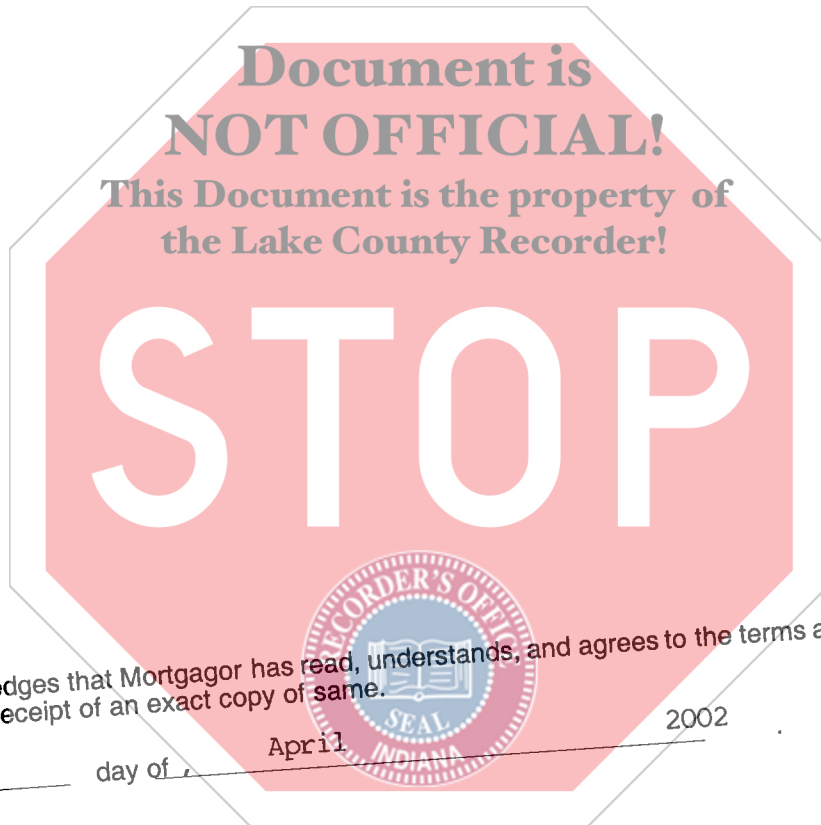 Document is
NOT OFFICIAL!
This Document is the property of
the Lake County Recorder!
STOP
RECORDER'S OFFICE
edges that Mortgagor has read, understands, and agrees to the terms a
eceipt of an exact copy of same.
day of , April 2002 .
SEAL
INDIANA